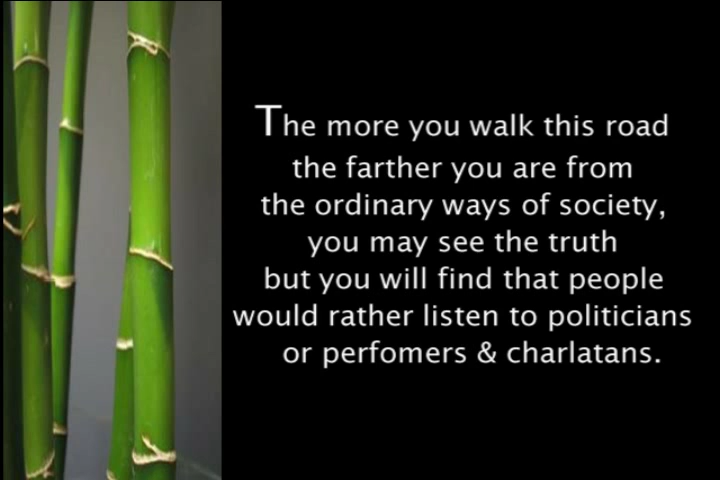 The more you walk this road
the farther you are from
the ordinary ways of society,
you may see the truth
but you will find that people
would rather listen to politicians
or perfomers & charlatans.